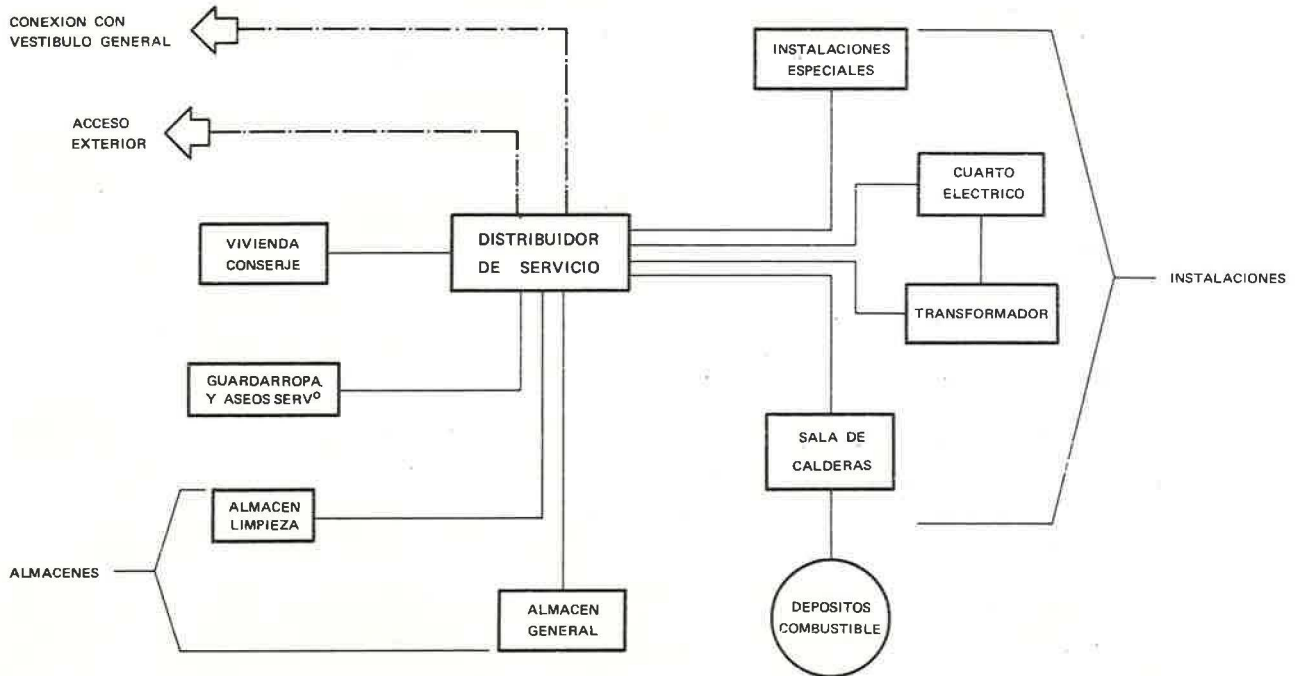 CONEXION CON
VESTIBULO GENERAL
ACCESO
EXTERIOR
INSTALACIONES
ESPECIALES
CUARTO
ELECTRICO
DISTRIBUIDOR
DE SERVICIO
VIVIENDA
CONSERJE
TRANSFORMADOR
INSTALACIONES
GUARDARROPA
Y ASEOS SERVº
SALA DE
CALDERAS
ALMACEN
LIMPIEZA
ALMACENES
ALMACEN
GENERAL
DEPOSITOS
COMBUSTIBLE